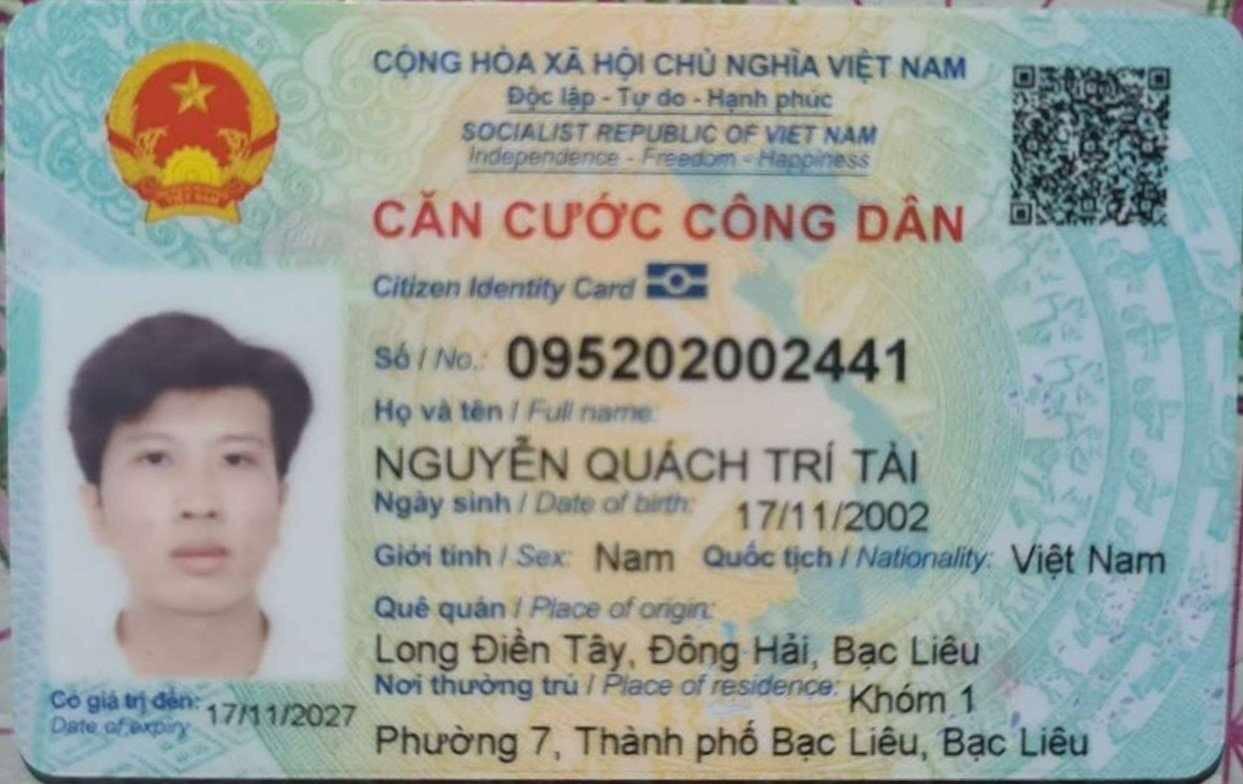 CỘNG HÒA XÃ HỘI CHỦ NGHĨA VIỆT NAM
Độc lập - Tự do - Hạnh phúc
SOCIALIST REPUBLIC OF VIET NAM
Independence - Freedom - Happiness
CĂN CƯỚC CÔNG DÂN
Citizen Identity Card
Số / No.: 095202002441
Họ và tên / Full name:
NGUYỄN QUÁCH TRÍ TÀI
Ngày sinh / Date of birth: 17/11/2002
Giới tính / Sex: Nam Quốc tịch / Nationality: Việt Nam
Quê quán / Place of origin:
Long Điền Tây, Đông Hải, Bạc Liêu
Nơi thường trú / Place of residence: Khóm 1
Phường 7, Thành phố Bạc Liêu, Bạc Liêu
Có giá trị đến: 17/11/2027
Date of expiry
VIỆT NAM